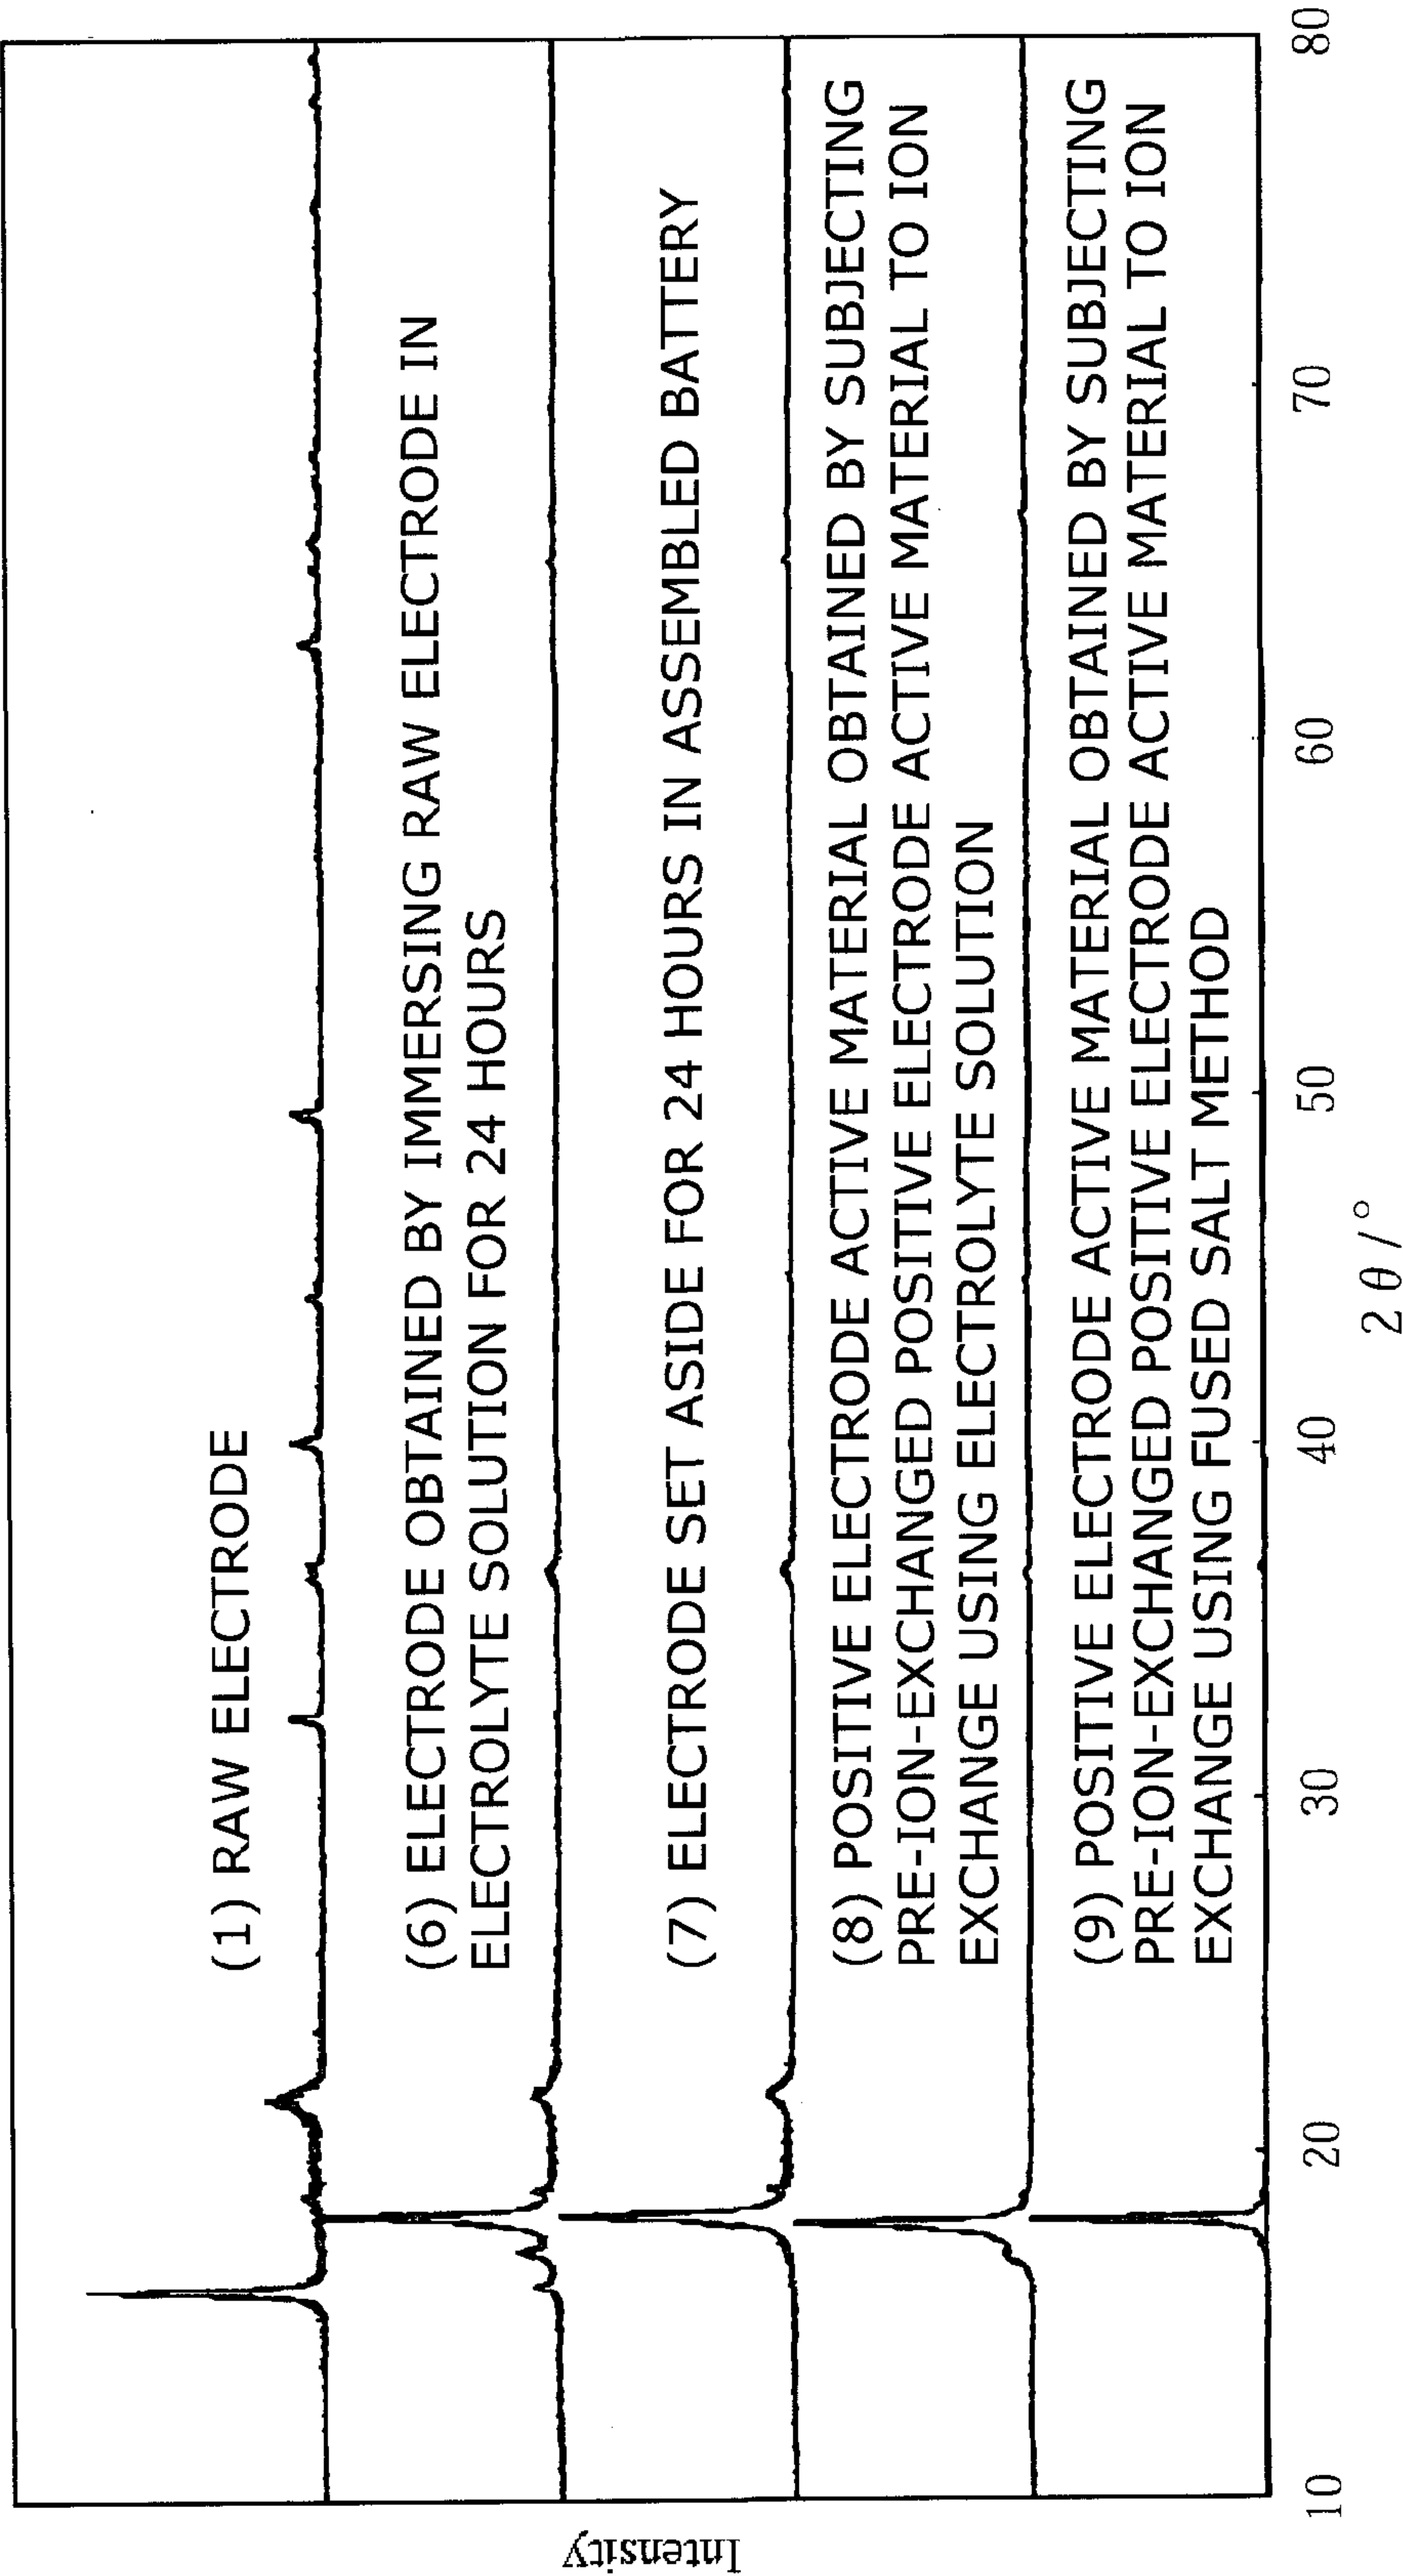 (1) RAW ELECTRODE
(6) ELECTRODE OBTAINED BY IMMERSING RAW ELECTRODE IN
ELECTROLYTE SOLUTION FOR 24 HOURS
(7) ELECTRODE SET ASIDE FOR 24 HOURS IN ASSEMBLED BATTERY
(8) POSITIVE ELECTRODE ACTIVE MATERIAL OBTAINED BY SUBJECTING
PRE-ION-EXCHANGED POSITIVE ELECTRODE ACTIVE MATERIAL TO ION
EXCHANGE USING ELECTROLYTE SOLUTION
(9) POSITIVE ELECTRODE ACTIVE MATERIAL OBTAINED BY SUBJECTING
PRE-ION-EXCHANGED POSITIVE ELECTRODE ACTIVE MATERIAL TO ION
EXCHANGE USING FUSED SALT METHOD
Intensity
10 20 30 40 50 60 70 80
2 θ / °